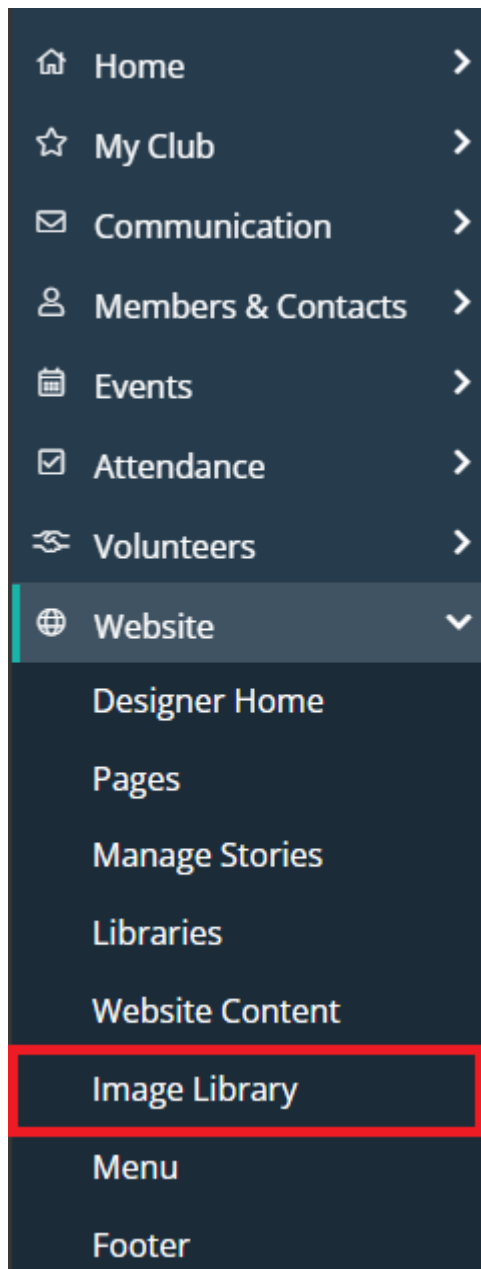 Home
My Club
Communication
Members & Contacts
Events
Attendance
Volunteers
Website
Designer Home
Pages
Manage Stories
Libraries
Website Content
Image Library
Menu
Footer